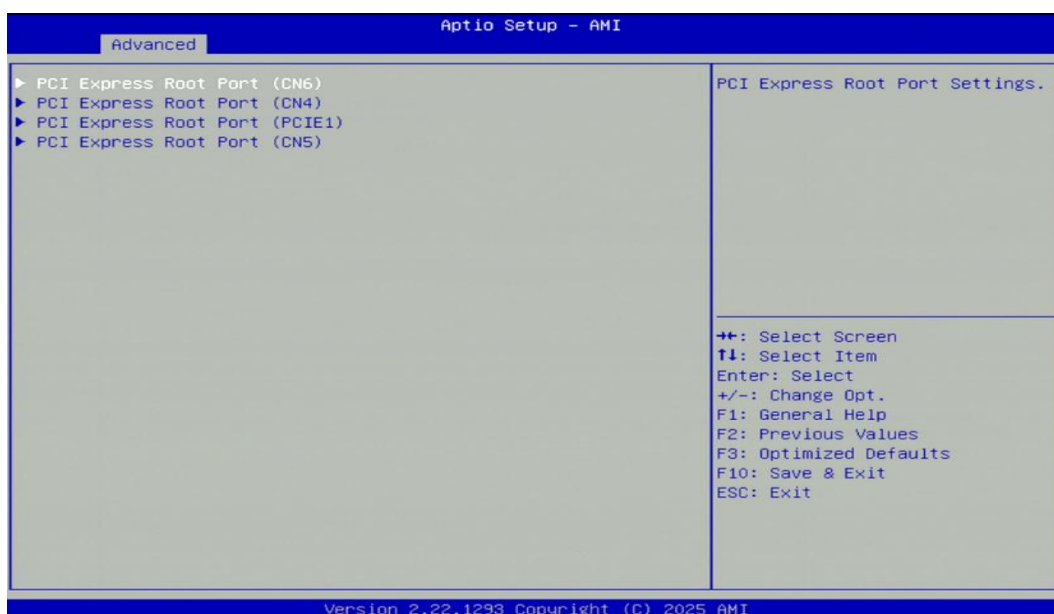 Aptio Setup – AMI
Advanced
► PCI Express Root Port (CN6)
► PCI Express Root Port (CN4)
► PCI Express Root Port (PCIE1)
► PCI Express Root Port (CN5)
PCI Express Root Port Settings.
→←: Select Screen
↑↓: Select Item
Enter: Select
+/-: Change Opt.
F1: General Help
F2: Previous Values
F3: Optimized Defaults
F10: Save & Exit
ESC: Exit
Version 2.22.1293 Copyright (C) 2025 AMI